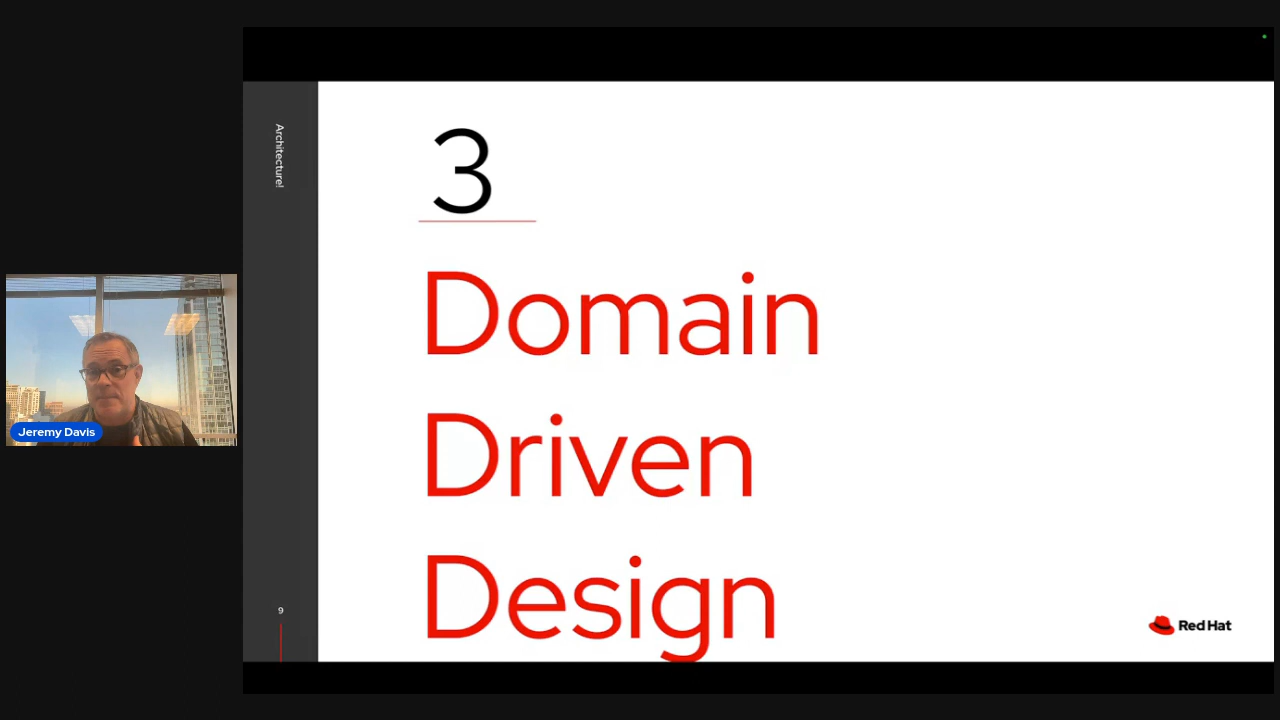 Architecture!
3
Domain
Driven
Design
9
Red Hat
Jeremy Davis